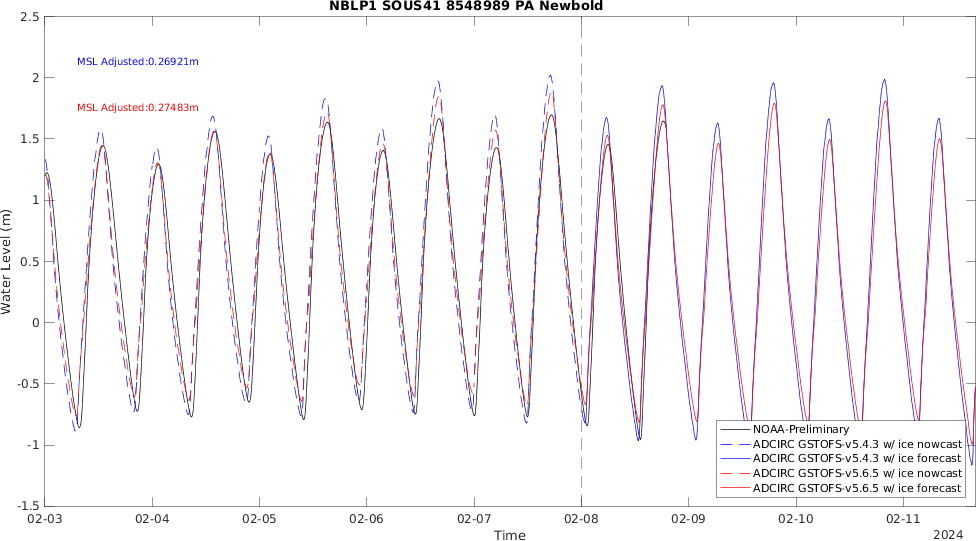 NBLP1 SOUS41 8548989 PA Newbold
MSL Adjusted:0.26921m
MSL Adjusted:0.27483m
Water Level (m)
2.5
2
1.5
1
0.5
0
-0.5
-1
-1.5
NOAA-Preliminary
ADCIRC GSTOFS-v5.4.3 w/ ice nowcast
ADCIRC GSTOFS-v5.4.3 w/ ice forecast
ADCIRC GSTOFS-v5.6.5 w/ ice nowcast
ADCIRC GSTOFS-v5.6.5 w/ ice forecast
02-03 02-04 02-05 02-06 02-07 02-08 02-09 02-10 02-11
Time
2024